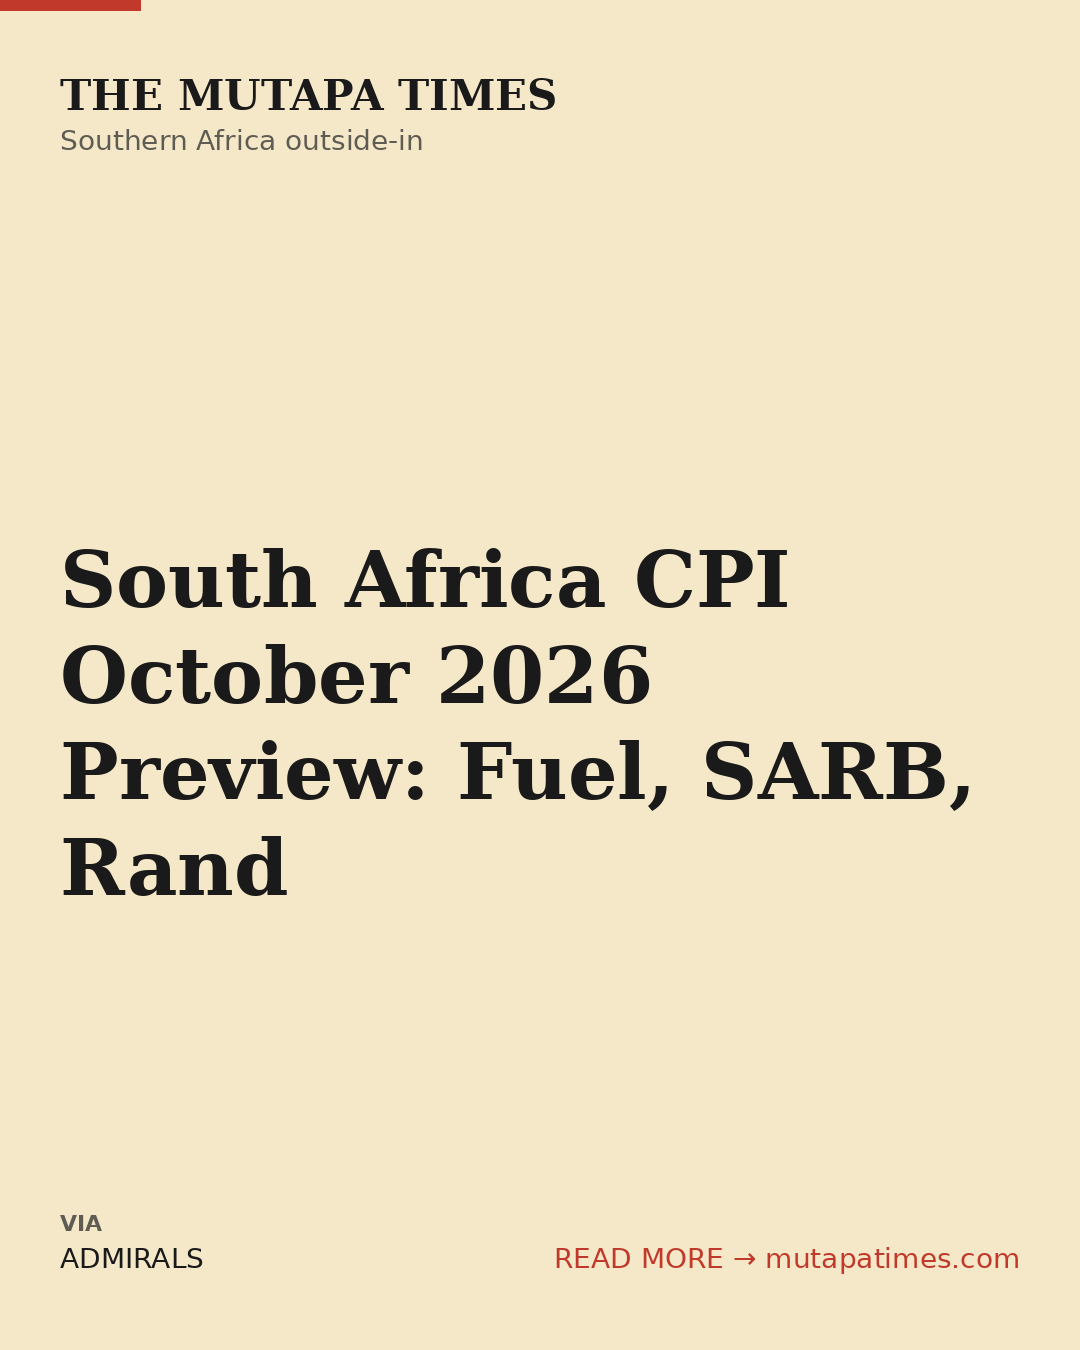 THE MUTAPA TIMES
Southern Africa outside-in
South Africa CPI
October 2026
Preview: Fuel, SARB,
Rand
VIA
ADMIRALS
READ MORE → mutapatimes.com